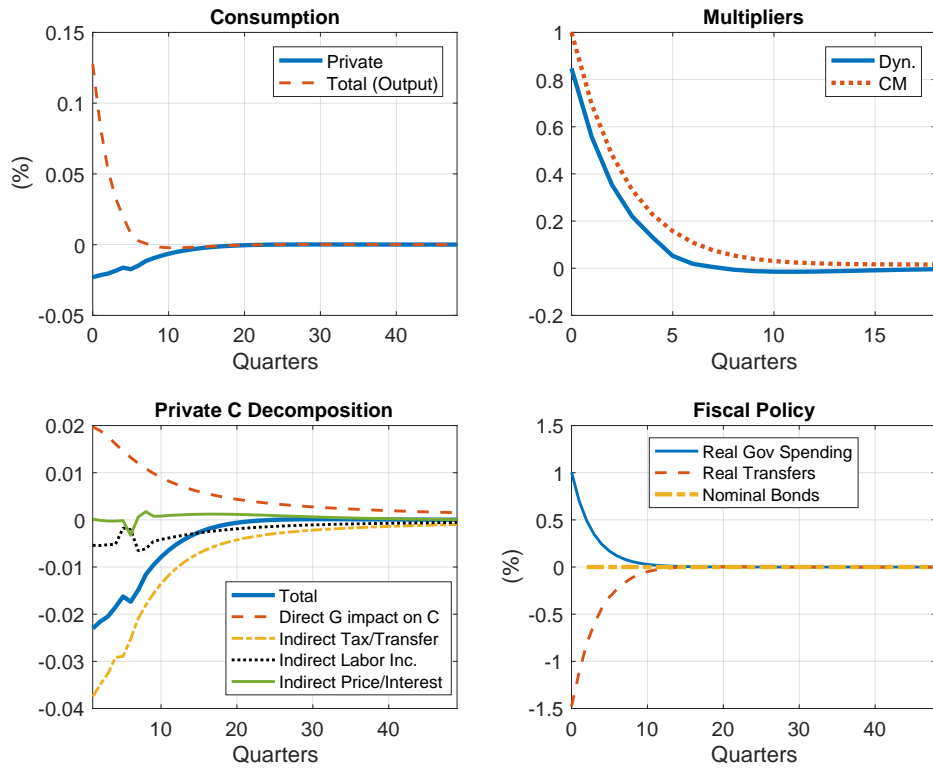 Consumption
0.15
0.1
0.05
0
-0.05
(%)
0
10
20
30
40
Quarters
Private
Total (Output)
Multipliers
1
0.8
0.6
0.4
0.2
0
-0.2
0
5
10
15
Quarters
Dyn.
CM
Private C Decomposition
0.02
0.01
0
-0.01
-0.02
-0.03
-0.04
10
20
30
40
Quarters
Total
Direct G impact on C
Indirect Tax/Transfer
Indirect Labor Inc.
Indirect Price/Interest
Fiscal Policy
1.5
1
0.5
0
-0.5
-1
-1.5
(%)
0
10
20
30
40
Quarters
Real Gov Spending
Real Transfers
Nominal Bonds